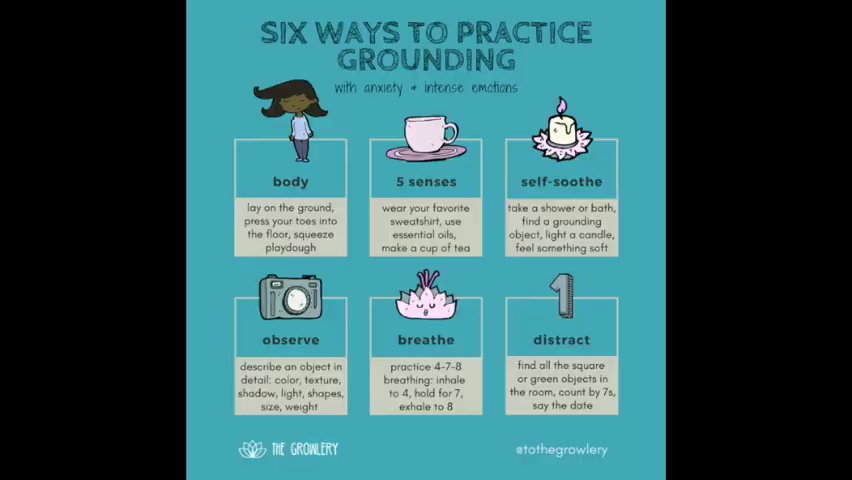 SIX WAYS TO PRACTICE
GROUNDING
with anxiety & intense emotions
body
lay on the ground,
press your toes into
the floor, squeeze
playdough
5 senses
wear your favorite
sweatshirt, use
essential oils,
make a cup of tea
self-soothe
take a shower or bath,
find a grounding
object, light a candle,
feel something soft
observe
describe an object in
detail: color, texture,
shadow, light, shapes,
size, weight
breathe
practice 4-7-8
breathing: inhale
to 4, hold for 7,
exhale to 8
1
distract
find all the square
or green objects in
the room, count by 7s,
say the date
THE GROWLERY
@tothegrowlery